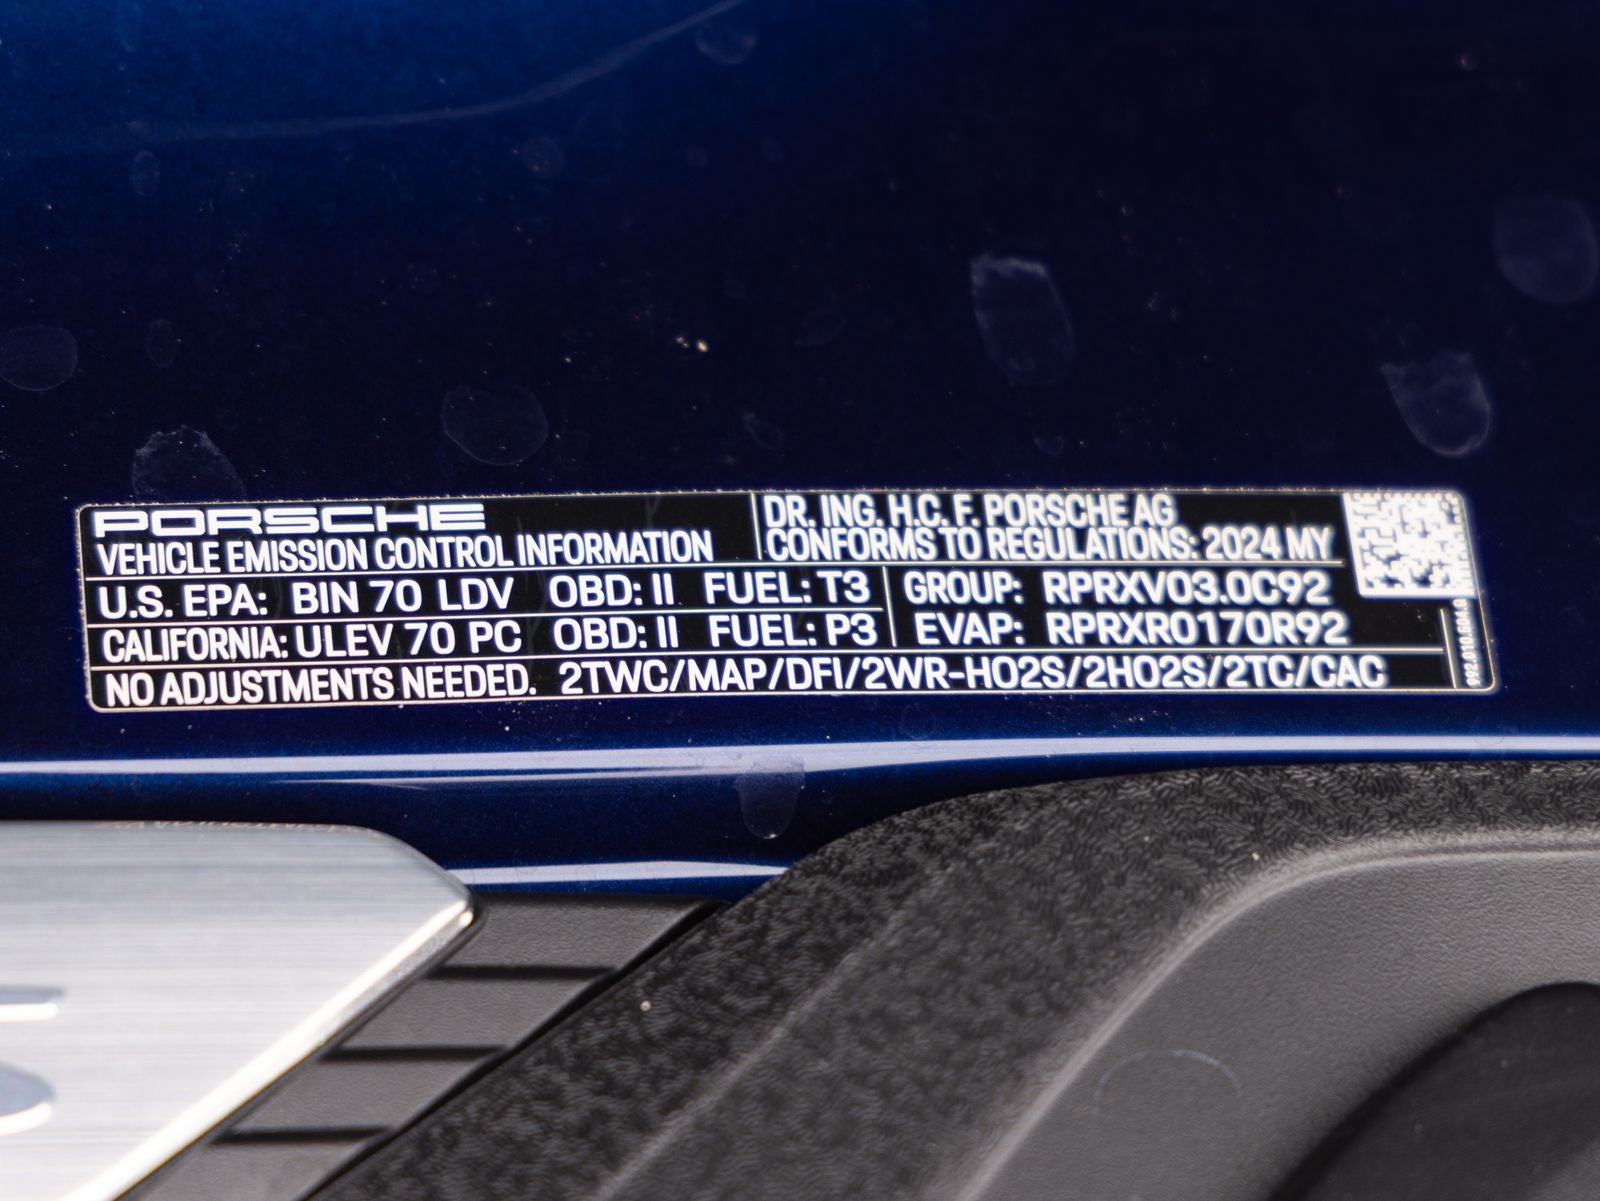 PORSCHE
VEHICLE EMISSION CONTROL INFORMATION
DR. ING. H.C. F. PORSCHE AG
CONFORMS TO REGULATIONS: 2024 MY
U.S. EPA: BIN 70 LDV OBD: II FUEL: T3
CALIFORNIA: ULEV 70 PC OBD: II FUEL: P3
GROUP: RPRXV03.0C92
EVAP: RPRXR0170R92
NO ADJUSTMENTS NEEDED. 2TWC/MAP/DFI/2WR-HO2S/2HO2S/2TC/CAC